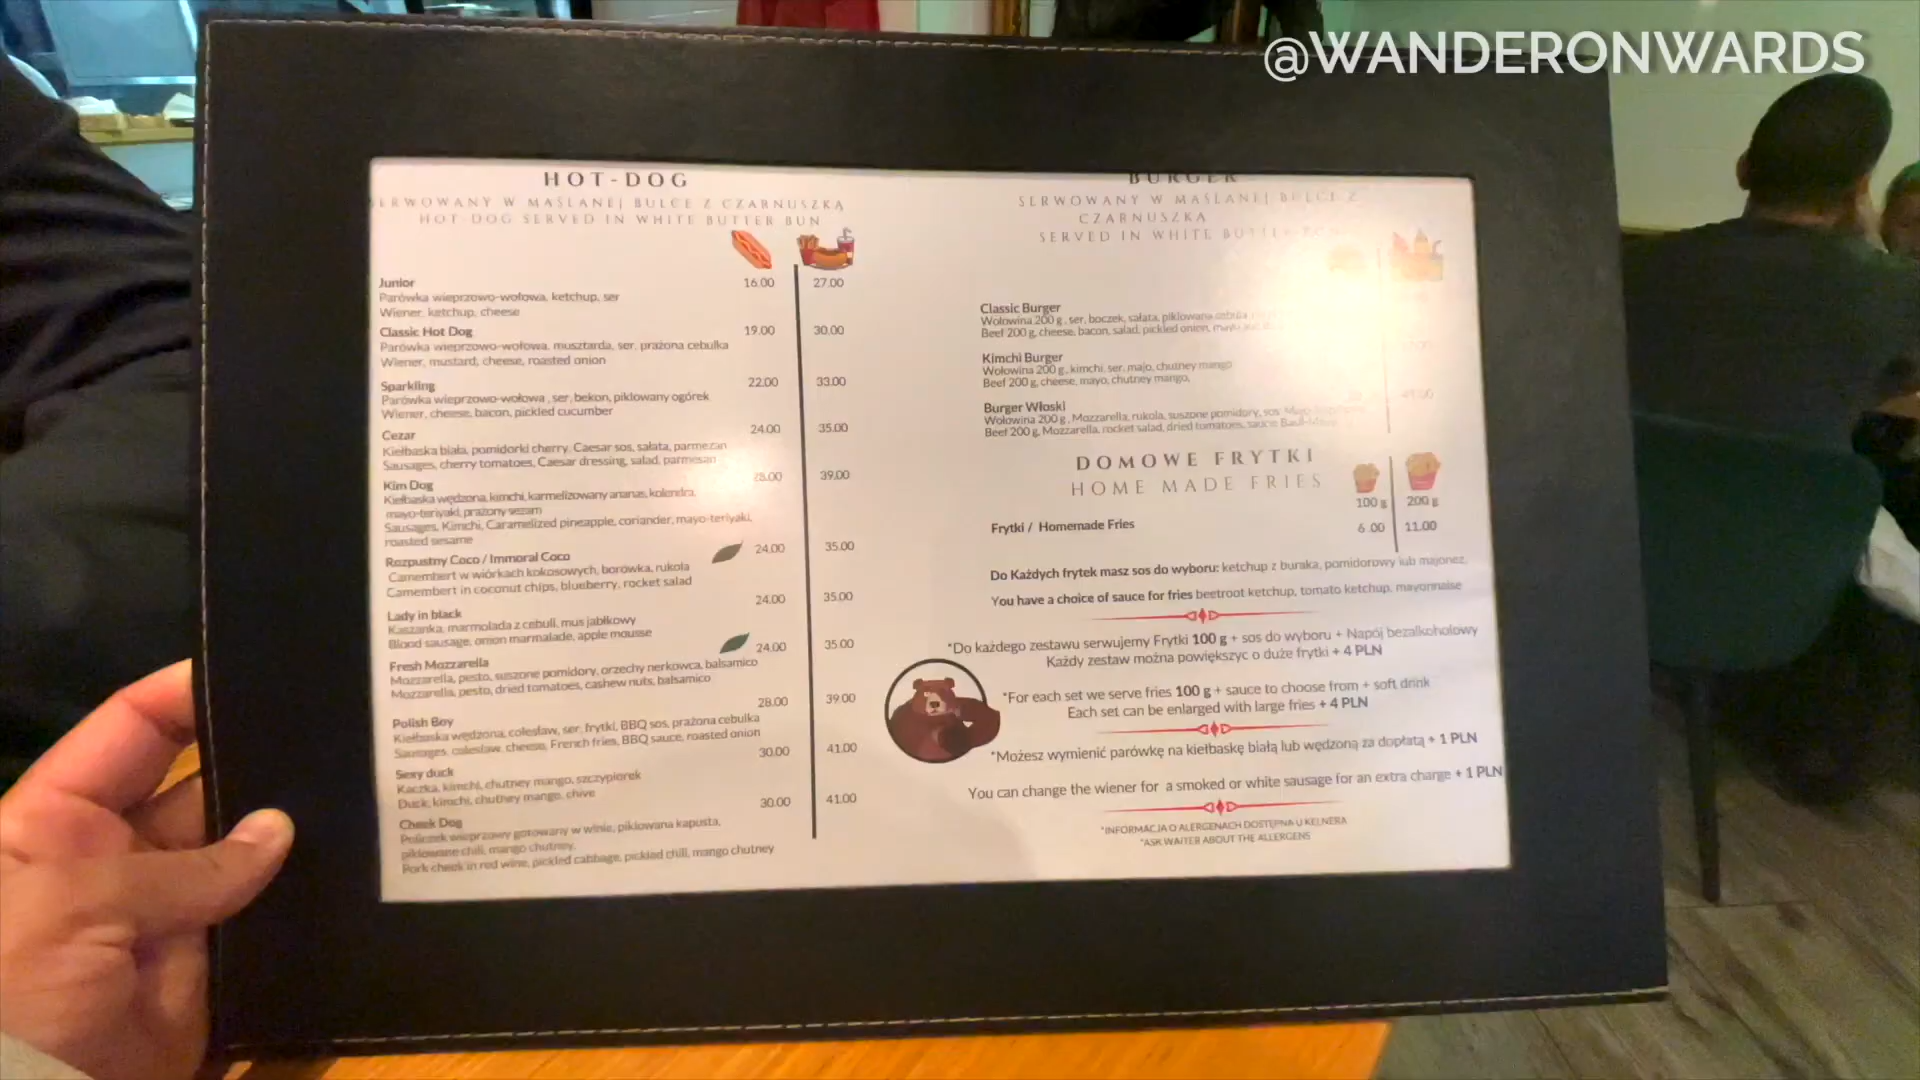 @WANDERONWARDS
HOT-DOG
SERWOWANY W MAŚLANEJ BUŁCE Z CZARNUSZKĄ
HOT-DOG SERVED IN WHITE BUTTER BUN
Junior 16.00 27.00
Parówka wieprzowo-wołowa, ketchup, ser
Wiener, ketchup, cheese
Classic Hot Dog 19.00 30.00
Parówka wieprzowo-wołowa, musztarda, ser, prażona cebulka
Wiener, mustard, cheese, roasted onion
Sparkling 22.00 33.00
Parówka wieprzowo-wołowa , ser, bekon, piklowany ogórek
Wiener, cheese, bacon, pickled cucumber
Cezar 24.00 35.00
Kiełbaska biała, pomidorki cherry, Caesar sos, sałata, parmezan
Sausages, cherry tomatoes, Caesar dressing, salad, parmesan
Kim Dog 28.00 39.00
Kiełbaska wędzona, kimchi, karmelizowany ananas, kolendra,
mayo-teriyaki, prażony sezam
Sausages, Kimchi, Caramelized pineapple, coriander, mayo-teriyaki,
roasted sesame
Rozpustny Coco / Immoral Coco 24.00 35.00
Camembert w wiórkach kokosowych, borówka, rukola
Camembert in coconut chips, blueberry, rocket salad
Lady in black 24.00 35.00
Kaszanka, marmolada z cebuli, mus jabłkowy
Blood sausage, onion marmalade, apple mousse
Fresh Mozzarella 24.00 35.00
Mozzarella, pesto, suszone pomidory, orzechy nerkowca, balsamico
Mozzarella, pesto, dried tomatoes, cashew nuts, balsamico
Polish Boy 28.00 39.00
Kiełbaska wędzona, colesław, ser, frytki, BBQ sos, prażona cebulka
Sausages, coleslaw, cheese, French fries, BBQ sauce, roasted onion
Sexy duck 30.00 41.00
Kaczka, kimchi, chutney mango, szczypiorek
Duck, kimchi, chutney mango, chive
Cheek Dog 30.00 41.00
Policzek wieprzowy gotowany w winie, piklowana kapusta,
piklowane chili, mango chutney,
Pork cheek in red wine, pickled cabbage, pickled chili, mango chutney
BURGER
SERWOWANY W MAŚLANEJ BUŁCE Z
CZARNUSZKĄ
SERVED IN WHITE BUTTER BUN
Classic Burger
Wołowina 200 g , ser, boczek, sałata, piklowana cebula
Beef 200 g, cheese, bacon, salad, pickled onion, mayo
Kimchi Burger
Wołowina 200 g , kimchi, ser, majo, chutney mango
Beef 200 g, cheese, mayo, chutney mango,
Burger Włoski
Wołowina 200 g , Mozzarella, rukola, suszone pomidory, sos
Beef 200 g, Mozzarella, rocket salad, dried tomatoes, sauce
DOMOWE FRYTKI
HOME MADE FRIES
100 g 200 g
Frytki / Homemade Fries 6.00 11.00
Do Każdych frytek masz sos do wyboru: ketchup z buraka, pomidorowy lub majonez,
You have a choice of sauce for fries beetroot ketchup, tomato ketchup, mayonnaise
*Do każdego zestawu serwujemy Frytki 100 g + sos do wyboru + Napój bezalkoholowy
Każdy zestaw można powiększyc o duże frytki + 4 PLN
*For each set we serve fries 100 g + sauce to choose from + soft drink
Each set can be enlarged with large fries + 4 PLN
*Możesz wymienić parówkę na kiełbaskę białą lub wędzoną za dopłatą + 1 PLN
You can change the wiener for a smoked or white sausage for an extra charge + 1 PLN
*INFORMACJA O ALERGENACH DOSTĘPNA U KELNERA
*ASK WAITER ABOUT THE ALLERGENS